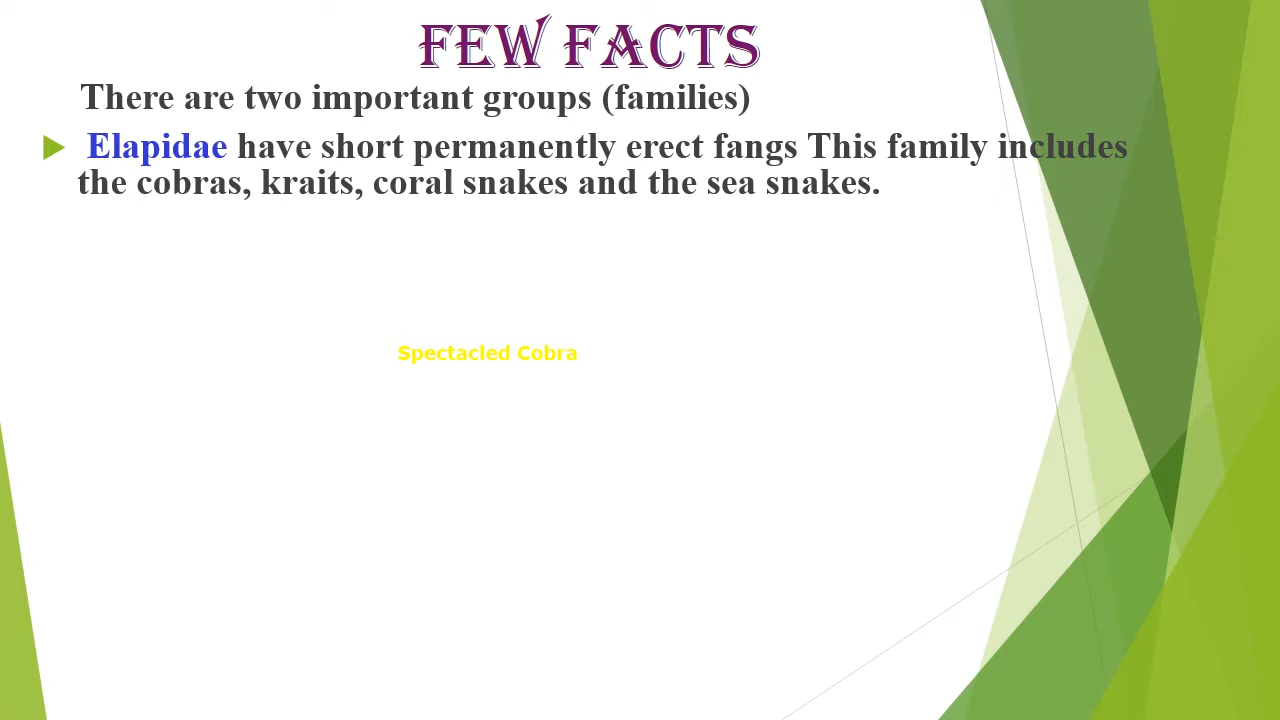 FEW FACTS
There are two important groups (families)
Elapidae have short permanently erect fangs This family includes
the cobras, kraits, coral snakes and the sea snakes.
Spectacled Cobra